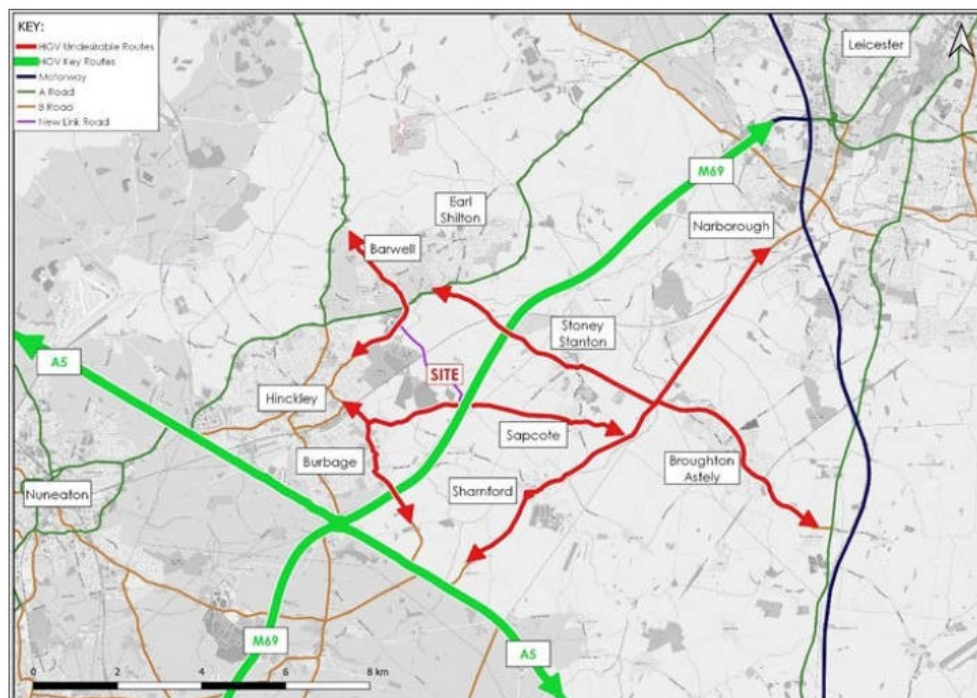 KEY:
HGV Undesirable Routes
HGV Key Routes
Motorway
A Road
B Road
New Link Road
Leicester
M69
Earl
Shilton
Narborough
Barwell
Stoney
Stanton
A5
SITE
Hinckley
Sapcote
Burbage
Broughton
Astely
Sharnford
Nuneaton
M69
A5
0 2 4 6 8 km